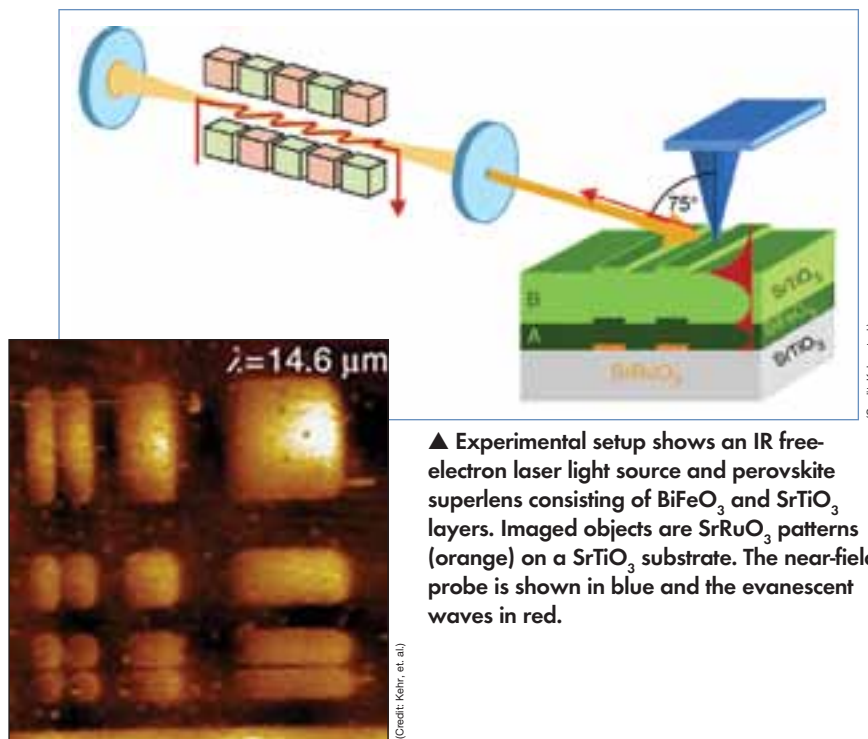 75°
B
SrTiO₃
A
SrTiO₃
SrRuO₃
λ=14.6 μm
▲ Experimental setup shows an IR free-
electron laser light source and perovskite
superlens consisting of BiFeO₃ and SrTiO₃
layers. Imaged objects are SrRuO₃ patterns
(orange) on a SrTiO₃ substrate. The near-fiel
probe is shown in blue and the evanescent
waves in red.
(Credit: Kehr, et. al.)